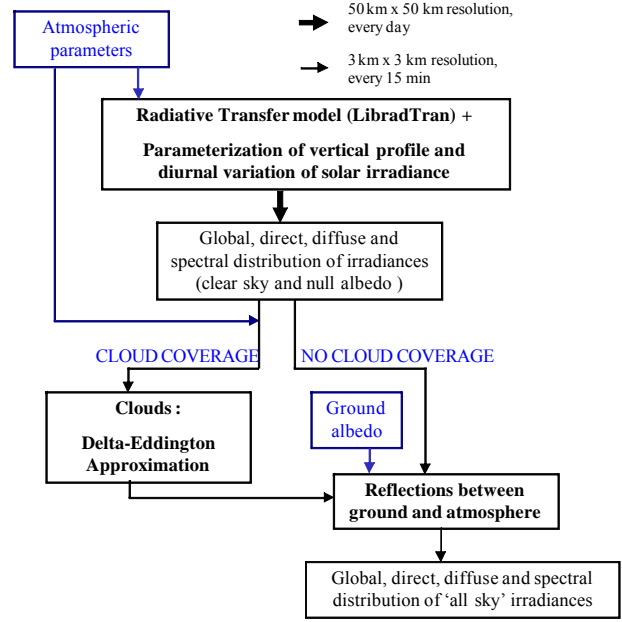 50 km x 50 km resolution,
every day
3 km x 3 km resolution,
every 15 min
Atmospheric
parameters
Radiative Transfer model (LibradTran) +
Parameterization of vertical profile and
diurnal variation of solar irradiance
Global, direct, diffuse and
spectral distribution of irradiances
(clear sky and null albedo )
CLOUD COVERAGE
NO CLOUD COVERAGE
Clouds :
Delta-Eddington
Approximation
Ground
albedo
Reflections between
ground and atmosphere
Global, direct, diffuse and spectral
distribution of ‘all sky’ irradiances